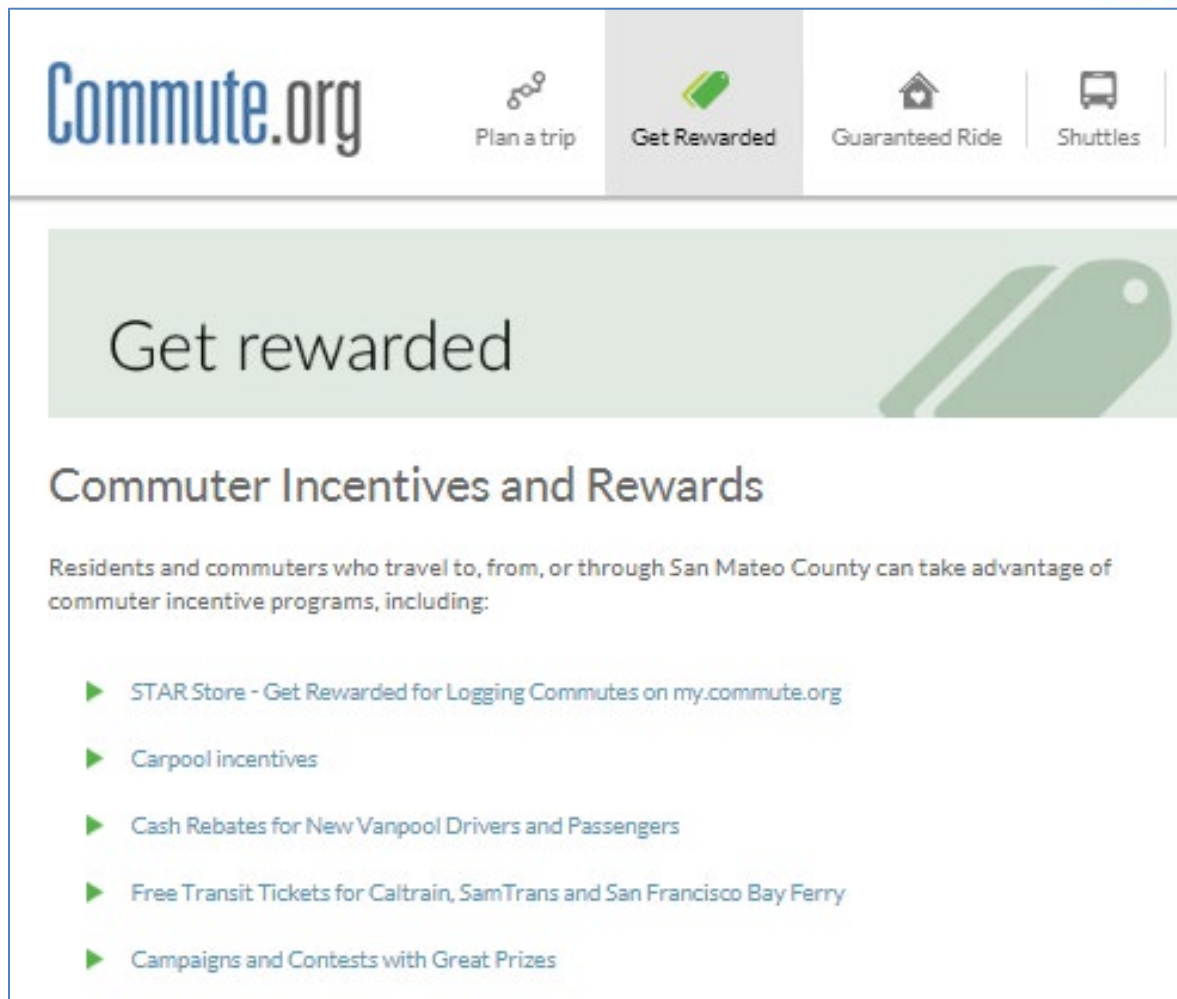 Commute.org
Plan a trip
Get Rewarded
Guaranteed Ride
Shuttles
Get rewarded
Commuter Incentives and Rewards
Residents and commuters who travel to, from, or through San Mateo County can take advantage of
commuter incentive programs, including:
STAR Store - Get Rewarded for Logging Commutes on my.commute.org
Carpool incentives
Cash Rebates for New Vanpool Drivers and Passengers
Free Transit Tickets for Caltrain, SamTrans and San Francisco Bay Ferry
Campaigns and Contests with Great Prizes